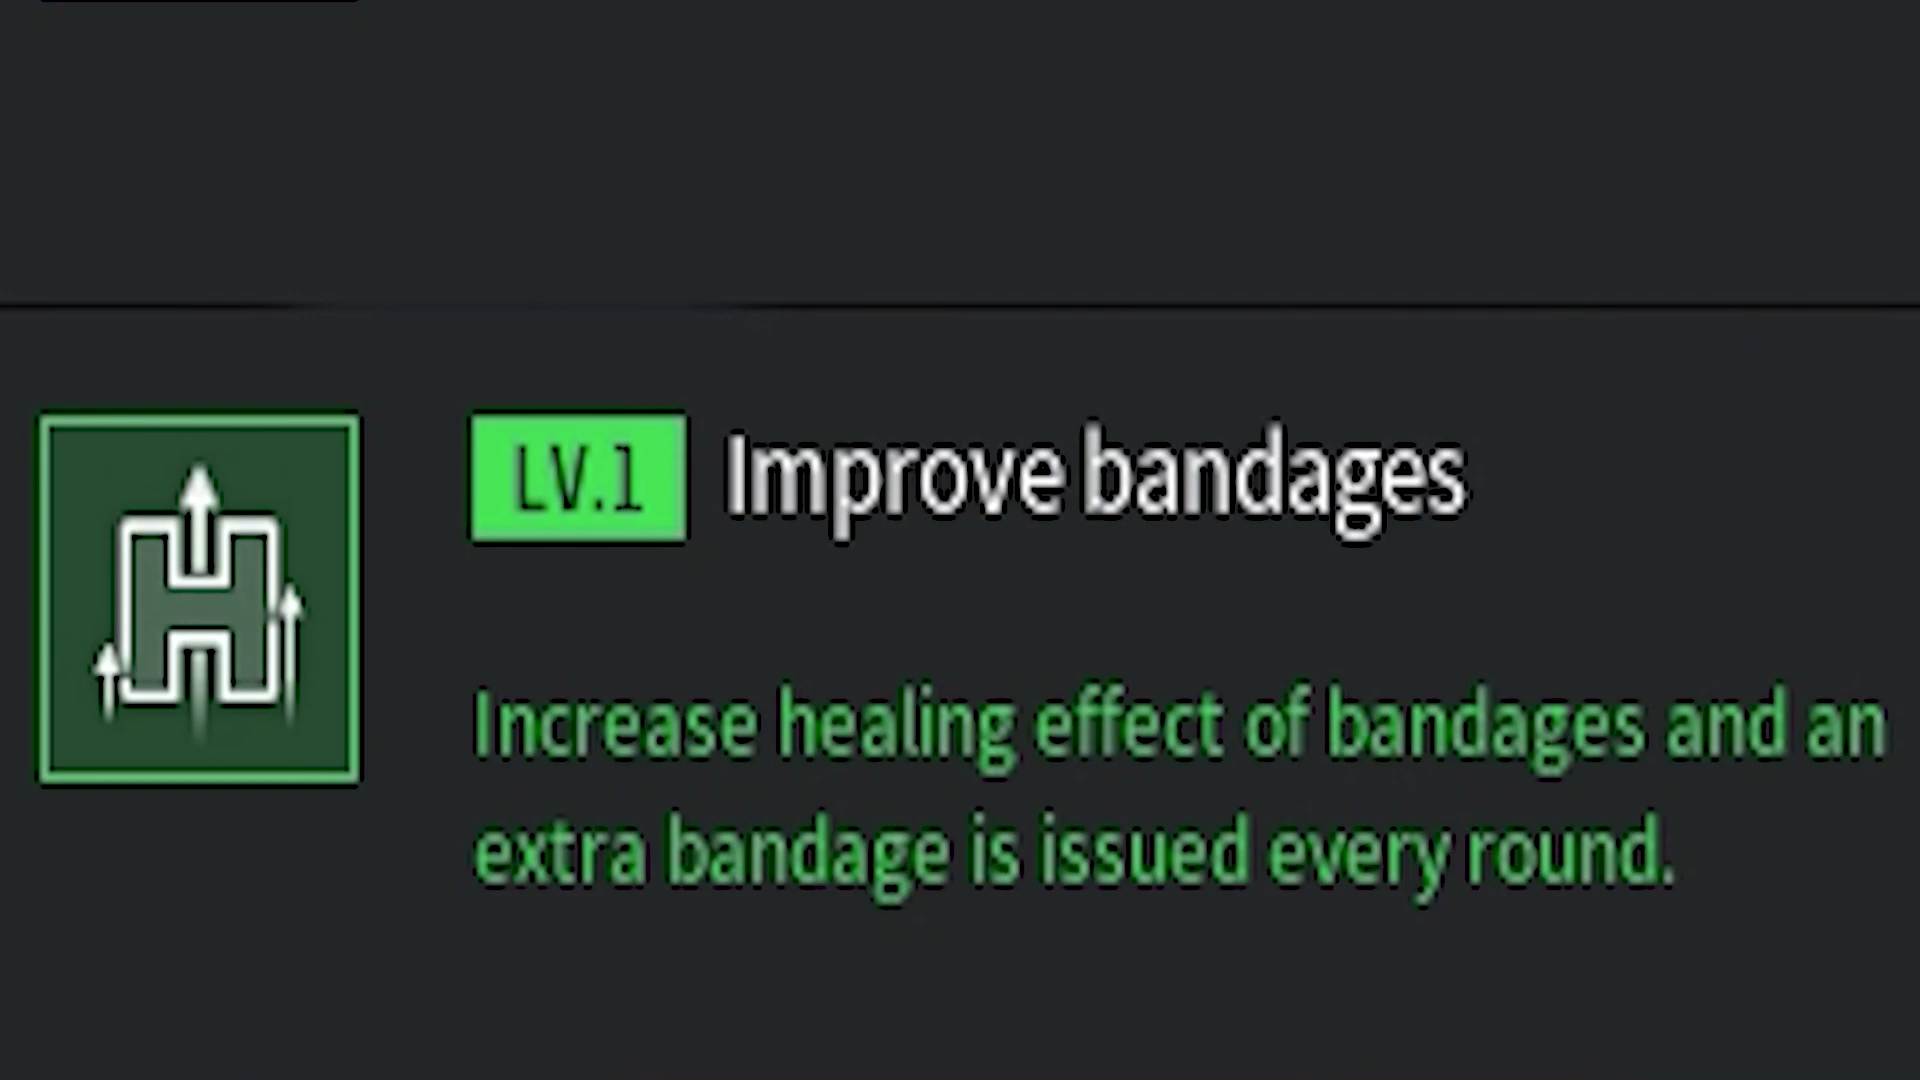 H
LV.1 Improve bandages
Increase healing effect of bandages and an
extra bandage is issued every round.